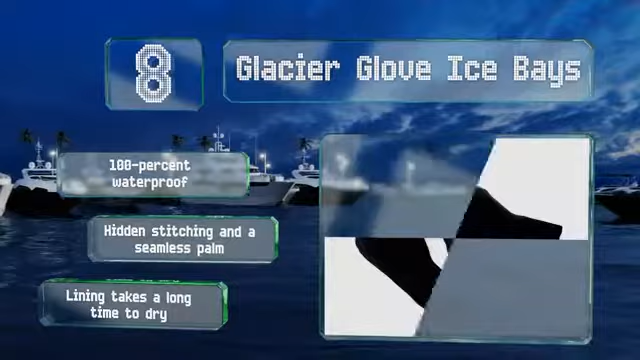 8
Glacier Glove Ice Bays
100-percent
waterproof
Hidden stitching and a
seamless palm
Lining takes a long
time to dry